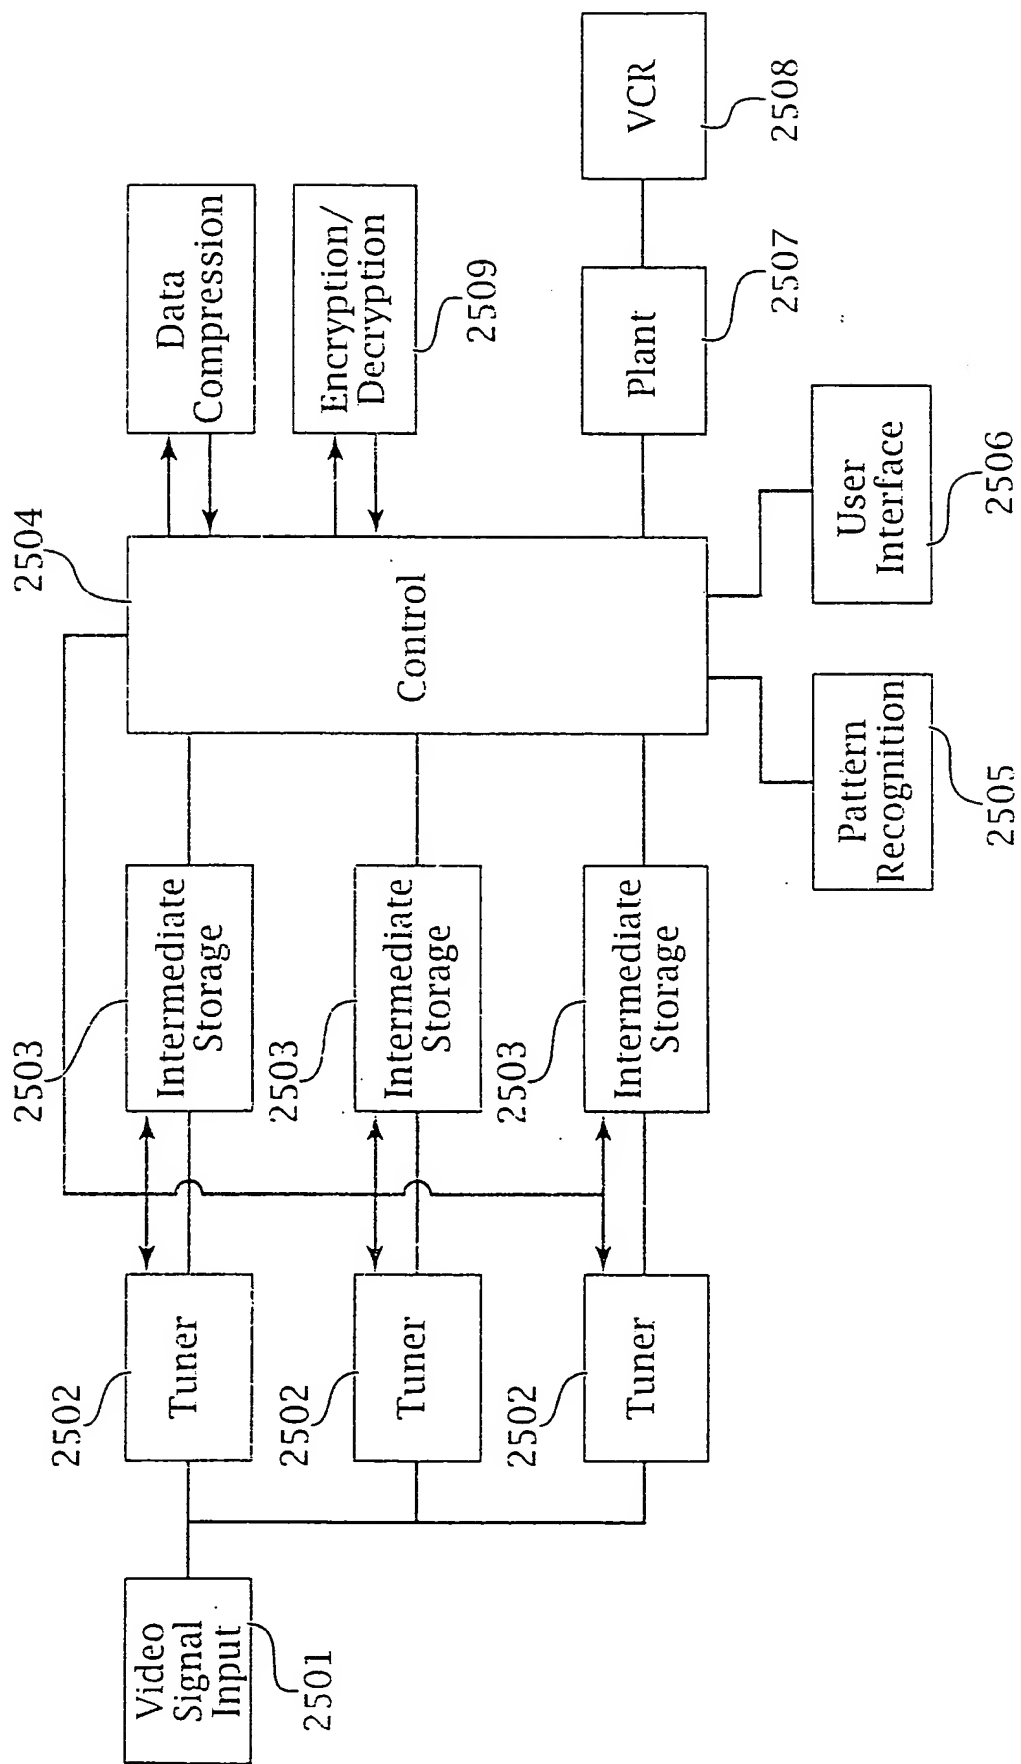 Video
Signal
Input
2501
2502
Tuner
2502
Tuner
2502
Tuner
2503
Intermediate
Storage
2503
Intermediate
Storage
2503
Intermediate
Storage
2504
Control
Data
Compression
Encryption/
Decryption
2509
Plant
2507
VCR
2508
Pattern
Recognition
2505
User
Interface
2506